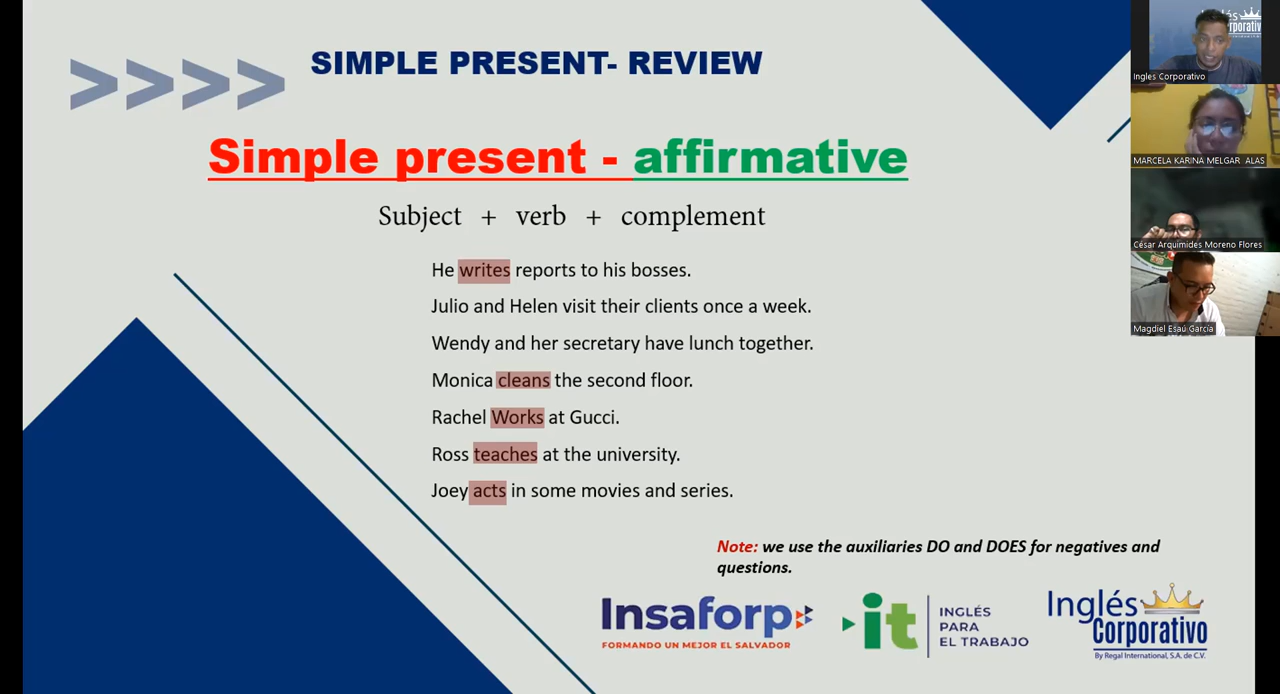 SIMPLE PRESENT- REVIEW
Simple present - affirmative
Subject + verb + complement
He writes reports to his bosses.
Julio and Helen visit their clients once a week.
Wendy and her secretary have lunch together.
Monica cleans the second floor.
Rachel Works at Gucci.
Ross teaches at the university.
Joey acts in some movies and series.
Note: we use the auxiliaries DO and DOES for negatives and
questions.
Insaforp
FORMANDO UN MEJOR EL SALVADOR
it
INGLÉS
PARA
EL TRABAJO
Inglés
Corporativo
By Regal International, S.A. de C.V.
Ingles Corporativo
MARCELA KARINA MELGAR ALAS
César Arquímides Moreno Flores
Magdiel Esaú García